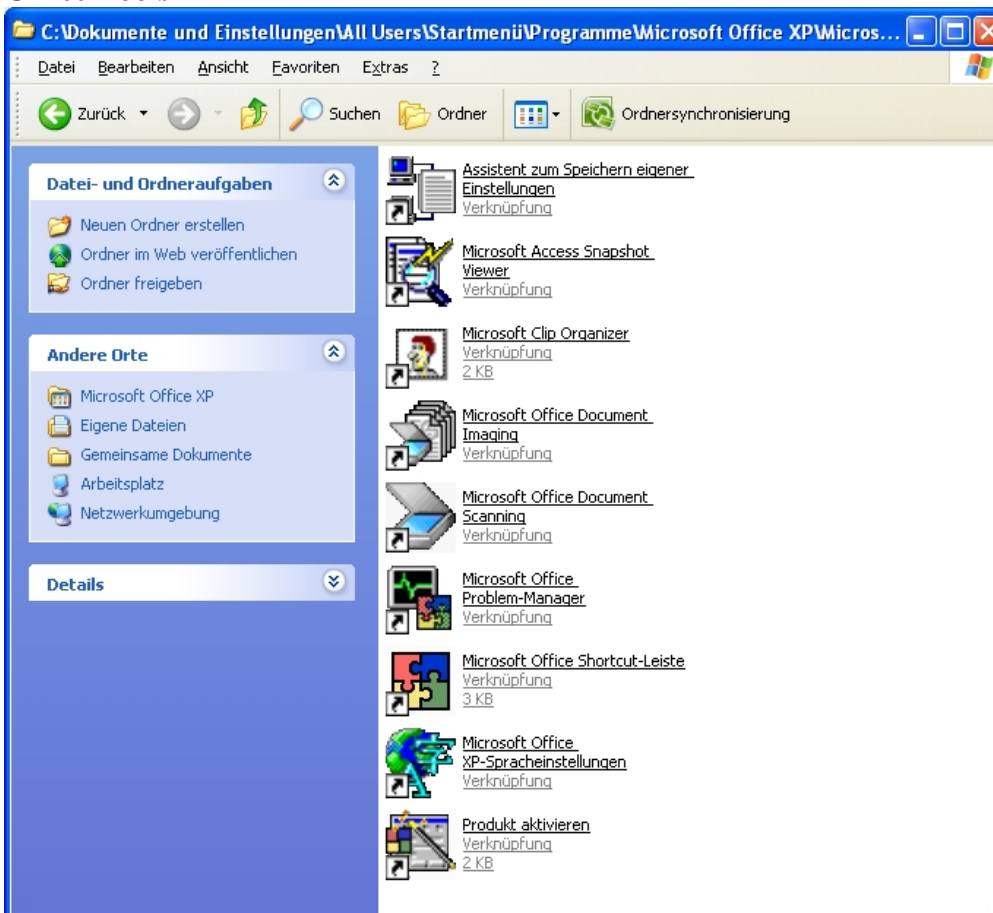 C:\Dokumente und Einstellungen\All Users\Startmenü\Programme\Microsoft Office XP\Micros...
Datei Bearbeiten Ansicht Favoriten Extras ?
Zurück Suchen Ordner Ordnersynchronisierung
Datei- und Ordneraufgaben
Neuen Ordner erstellen
Ordner im Web veröffentlichen
Ordner freigeben
Andere Orte
Microsoft Office XP
Eigene Dateien
Gemeinsame Dokumente
Arbeitsplatz
Netzwerkumgebung
Details
Assistent zum Speichern eigener
Einstellungen
Verknüpfung
Microsoft Access Snapshot
Viewer
Verknüpfung
Microsoft Clip Organizer
Verknüpfung
2 KB
Microsoft Office Document
Imaging
Verknüpfung
Microsoft Office Document
Scanning
Verknüpfung
Microsoft Office
Problem-Manager
Verknüpfung
Microsoft Office Shortcut-Leiste
Verknüpfung
3 KB
Microsoft Office
XP-Spracheinstellungen
Verknüpfung
Produkt aktivieren
Verknüpfung
2 KB